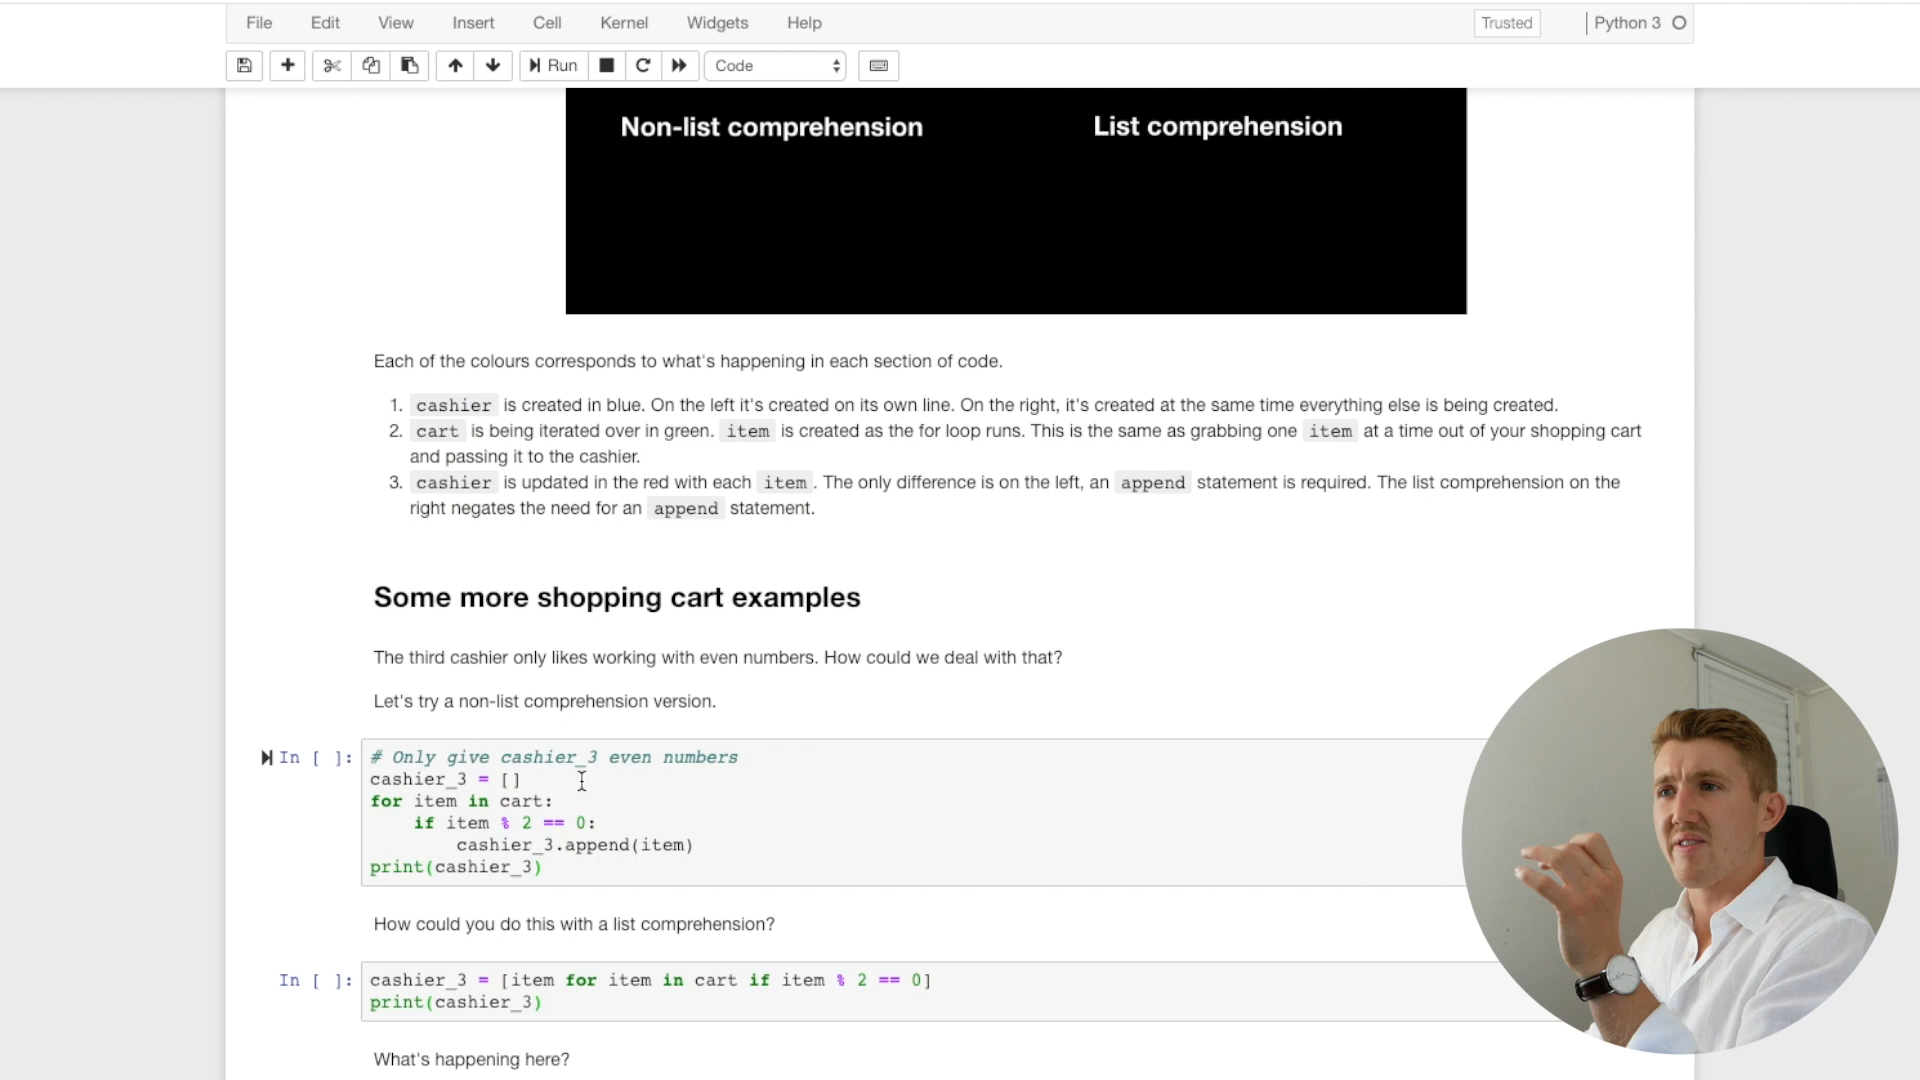 File Edit View Insert Cell Kernel Widgets Help Trusted Python 3
Run Code
Non-list comprehension List comprehension
Each of the colours corresponds to what's happening in each section of code.
1. cashier is created in blue. On the left it's created on its own line. On the right, it's created at the same time everything else is being created.
2. cart is being iterated over in green. item is created as the for loop runs. This is the same as grabbing one item at a time out of your shopping cart
and passing it to the cashier.
3. cashier is updated in the red with each item . The only difference is on the left, an append statement is required. The list comprehension on the
right negates the need for an append statement.
Some more shopping cart examples
The third cashier only likes working with even numbers. How could we deal with that?
Let's try a non-list comprehension version.
In [ ]: # Only give cashier_3 even numbers
cashier_3 = []
for item in cart:
    if item % 2 == 0:
        cashier_3.append(item)
print(cashier_3)
How could you do this with a list comprehension?
In [ ]: cashier_3 = [item for item in cart if item % 2 == 0]
print(cashier_3)
What's happening here?